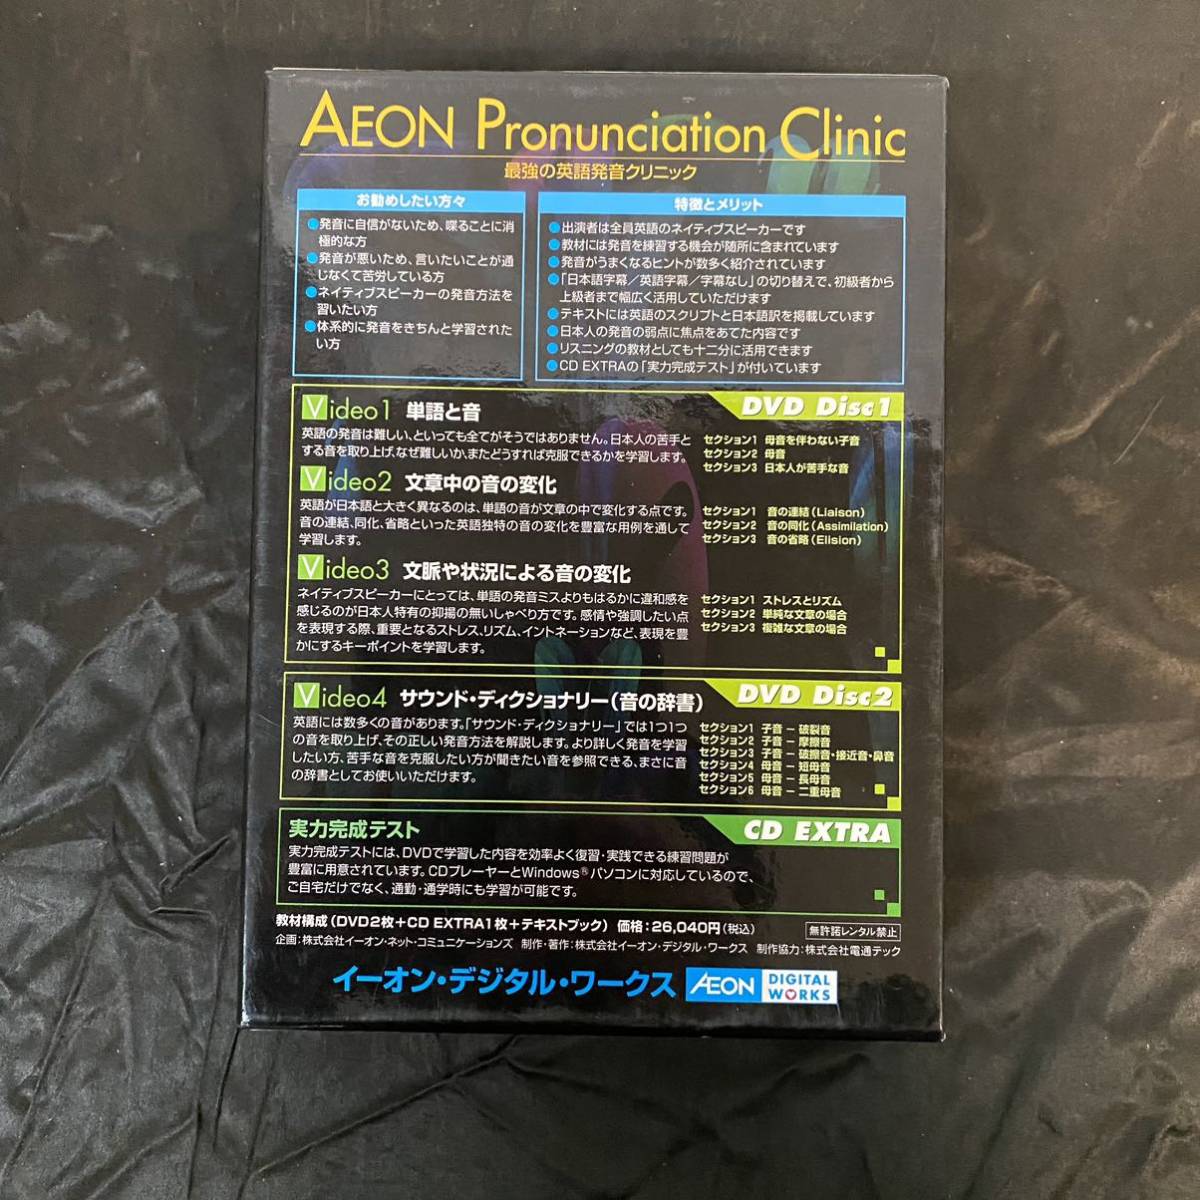 AEON Pronunciation Clinic
最強の英語発音クリニック
お勧めしたい方々
●発音に自信がないため、喋ることに消
極的な方
●発音が悪いため、言いたいことが通
じなくて苦労している方
●ネイティブスピーカーの発音方法を
習いたい方
●体系的に発音をきちんと学習された
い方
特徴とメリット
●出演者は全員英語のネイティブスピーカーです
●教材には発音を練習する機会が随所に含まれています
●発音がうまくなるヒントが数多く紹介されています
●「日本語字幕/英語字幕/字幕なし」の切り替えで、初級者から
上級者まで幅広く活用していただけます
●テキストには英語のスクリプトと日本語訳を掲載しています
●日本人の発音の弱点に焦点をあてた内容です
●リスニングの教材としても十二分に活用できます
●CD EXTRAの「実力完成テスト」が付いています
DVD Disc1
Video1 単語と音
英語の発音は難しい、といっても全てがそうではありません。日本人の苦手と
する音を取り上げ、なぜ難しいか、またどうすれば克服できるかを学習します。
セクション1 母音を伴わない子音
セクション2 母音
セクション3 日本人が苦手な音
Video2 文章中の音の変化
英語が日本語と大きく異なるのは、単語の音が文章の中で変化する点です。
音の連結、同化、省略といった英語独特の音の変化を豊富な用例を通して
学習します。
セクション1 音の連結(Liaison)
セクション2 音の同化(Assimilation)
セクション3 音の省略(Elision)
Video3 文脈や状況による音の変化
ネイティブスピーカーにとっては、単語の発音ミスよりもはるかに違和感を
感じるのが日本人特有の抑揚の無いしゃべり方です。感情や強調したい点
を表現する際、重要となるストレス、リズム、イントネーションなど、表現を豊
かにするキーポイントを学習します。
セクション1 ストレスとリズム
セクション2 単純な文章の場合
セクション3 複雑な文章の場合
DVD Disc2
Video4 サウンド・ディクショナリー(音の辞書)
英語には数多くの音があります。「サウンド・ディクショナリー」では1つ1つ
の音を取り上げ、その正しい発音方法を解説します。より詳しく発音を学習
したい方、苦手な音を克服したい方が聞きたい音を参照できる、まさに音
の辞書としてお使いいただけます。
セクション1 子音 − 破裂音
セクション2 子音 − 摩擦音
セクション3 子音 − 破擦音・接近音・鼻音
セクション4 母音 − 短母音
セクション5 母音 − 長母音
セクション6 母音 − 二重母音
CD EXTRA
実力完成テスト
実力完成テストには、DVDで学習した内容を効率よく復習・実践できる練習問題が
豊富に用意されています。CDプレーヤーとWindows®パソコンに対応しているので、
ご自宅だけでなく、通勤・通学時にも学習が可能です。
教材構成(DVD2枚+CD EXTRA1枚+テキストブック) 価格:26,040円(税込)
無許諾レンタル禁止
企画:株式会社イーオン・ネット・コミュニケーションズ 制作・著作:株式会社イーオン・デジタル・ワークス 制作協力:株式会社電通テック
イーオン・デジタル・ワークス AEON DIGITAL
WORKS